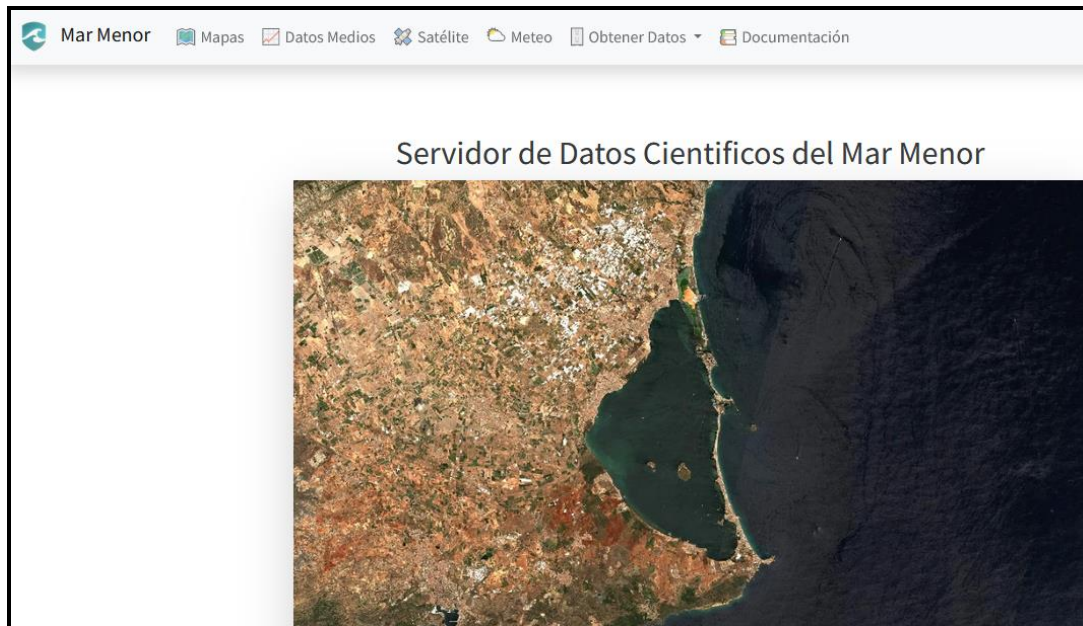 Mar Menor Mapas Datos Medios Satélite Meteo Obtener Datos Documentación
Servidor de Datos Cientificos del Mar Menor